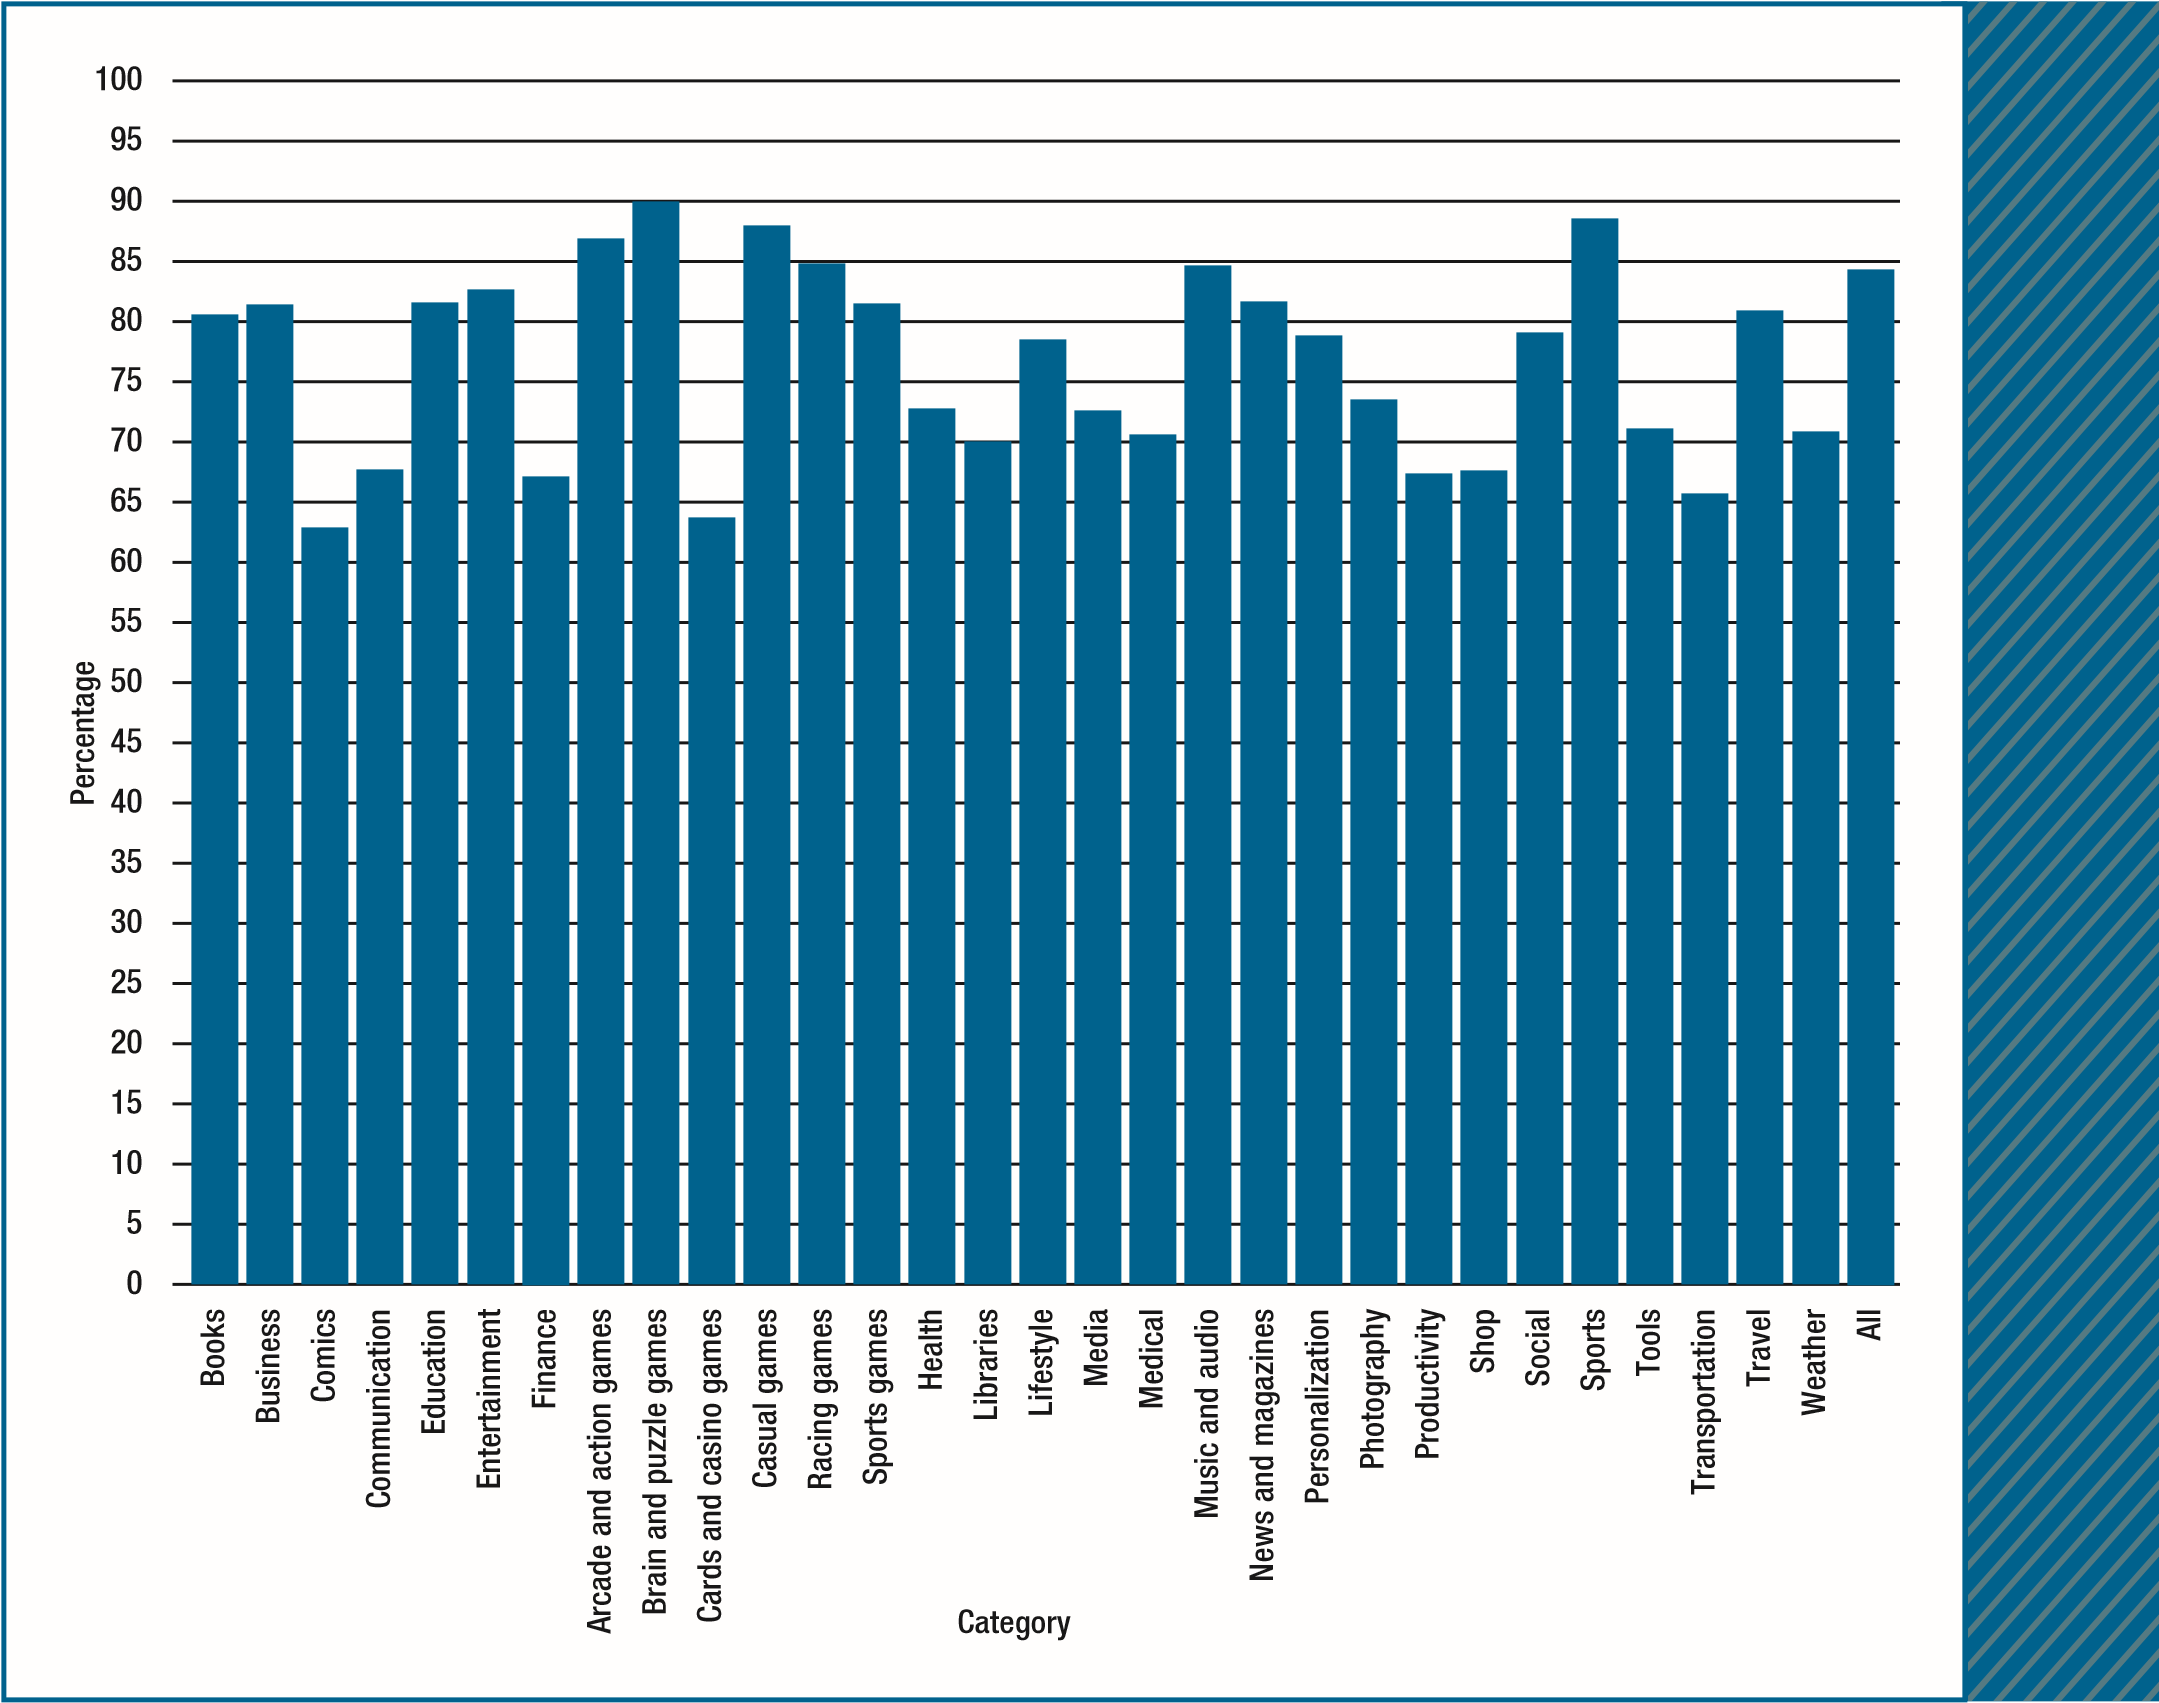 100
95
90
85
80
75
70
65
60
55
50
45
40
35
30
25
20
15
10
5
0
Percentage
Books
Business
Comics
Communication
Education
Entertainment
Finance
Arcade and action games
Brain and puzzle games
Cards and casino games
Casual games
Racing games
Sports games
Health
Libraries
Lifestyle
Media
Medical
Music and audio
News and magazines
Personalization
Photography
Productivity
Shop
Social
Sports
Tools
Transportation
Travel
Weather
All
Category